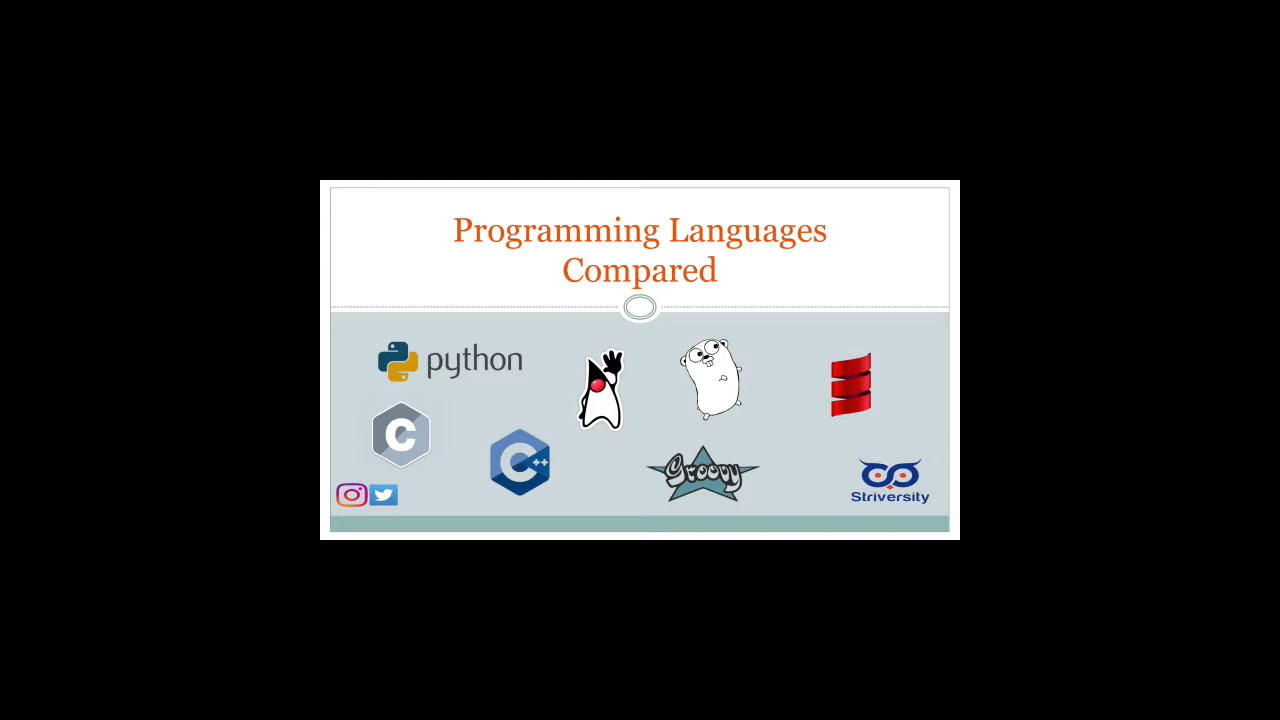 Programming Languages
Compared
python
C
C++
Groovy
Striversity